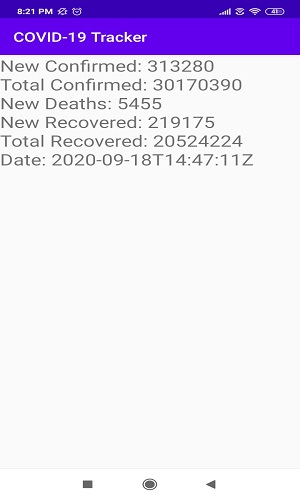 8:21 PM 41
COVID-19 Tracker
New Confirmed: 313280
Total Confirmed: 30170390
New Deaths: 5455
New Recovered: 219175
Total Recovered: 20524224
Date: 2020-09-18T14:47:11Z